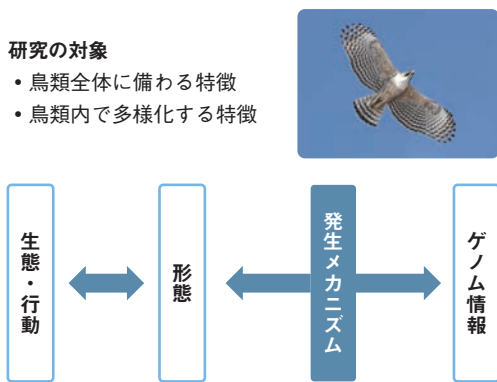 研究の対象
• 鳥類全体に備わる特徴
• 鳥類内で多様化する特徴
生態・行動
形態
発生メカニズム
ゲノム情報